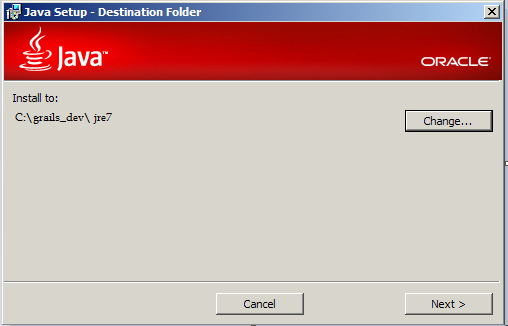 Java Setup - Destination Folder
Java™
ORACLE®
Install to:
C:\grails_dev\ jre7
Change...
Cancel
Next >